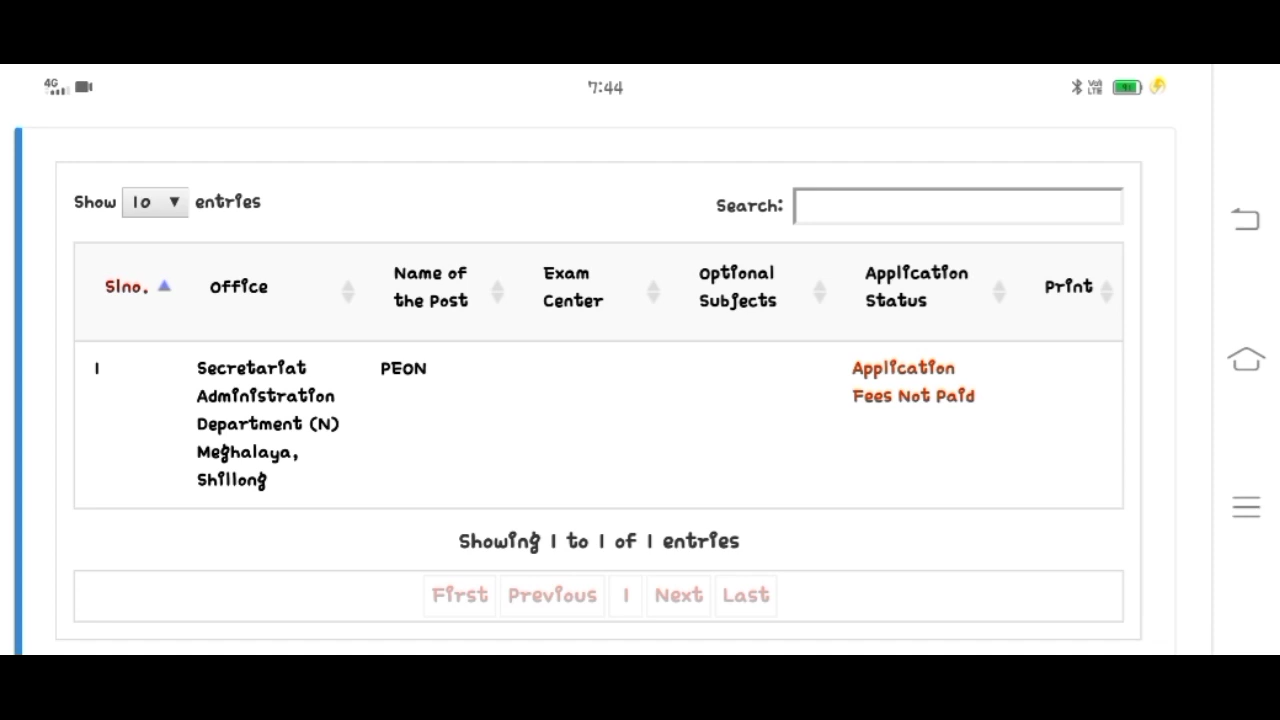 4G 7:44 VoLTE 91
Show 10 entries Search:
Slno. Office Name of the Post Exam Center Optional Subjects Application Status Print
1 Secretariat PEON Application
Administration Fees Not Paid
Department (N)
Meghalaya,
Shillong
Showing 1 to 1 of 1 entries
First Previous 1 Next Last